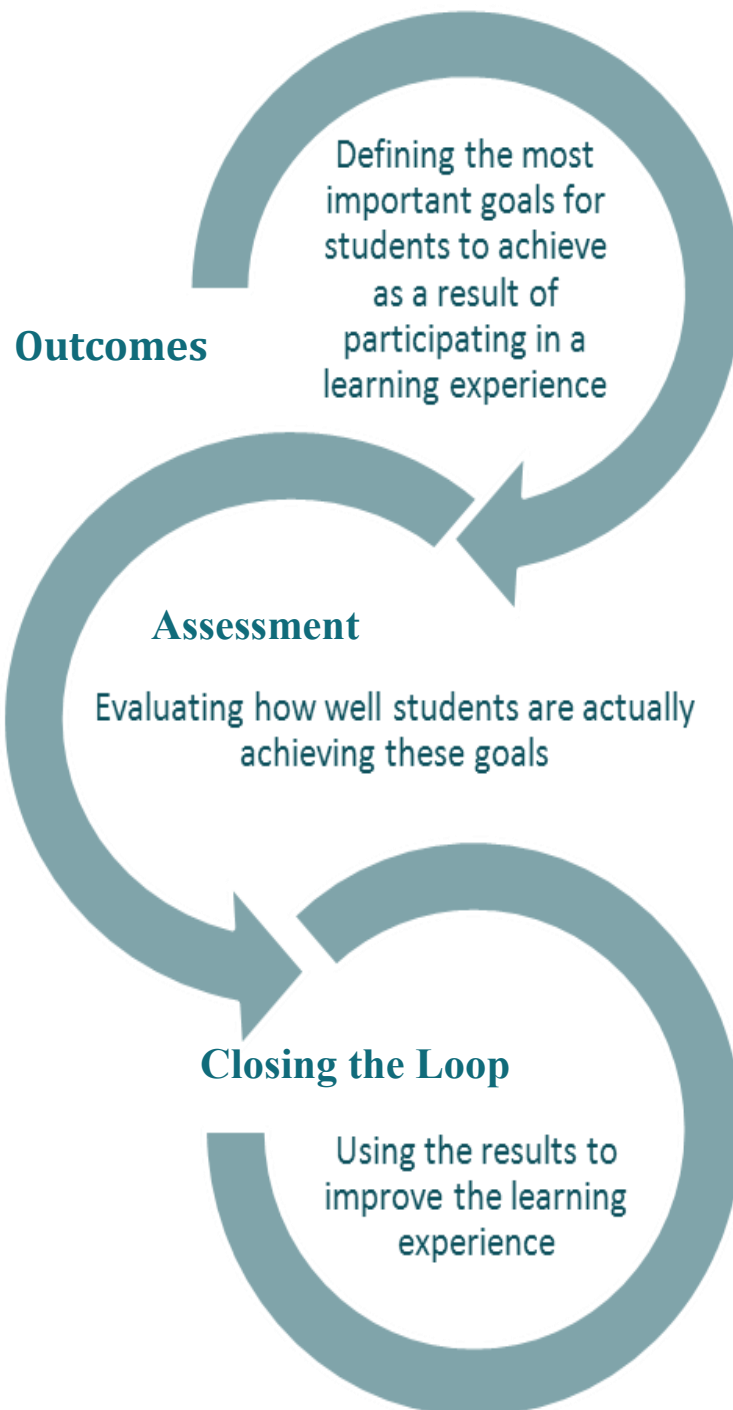 Outcomes
Defining the most
important goals for
students to achieve
as a result of
participating in a
learning experience
Assessment
Evaluating how well students are actually
achieving these goals
Closing the Loop
Using the results to
improve the learning
experience